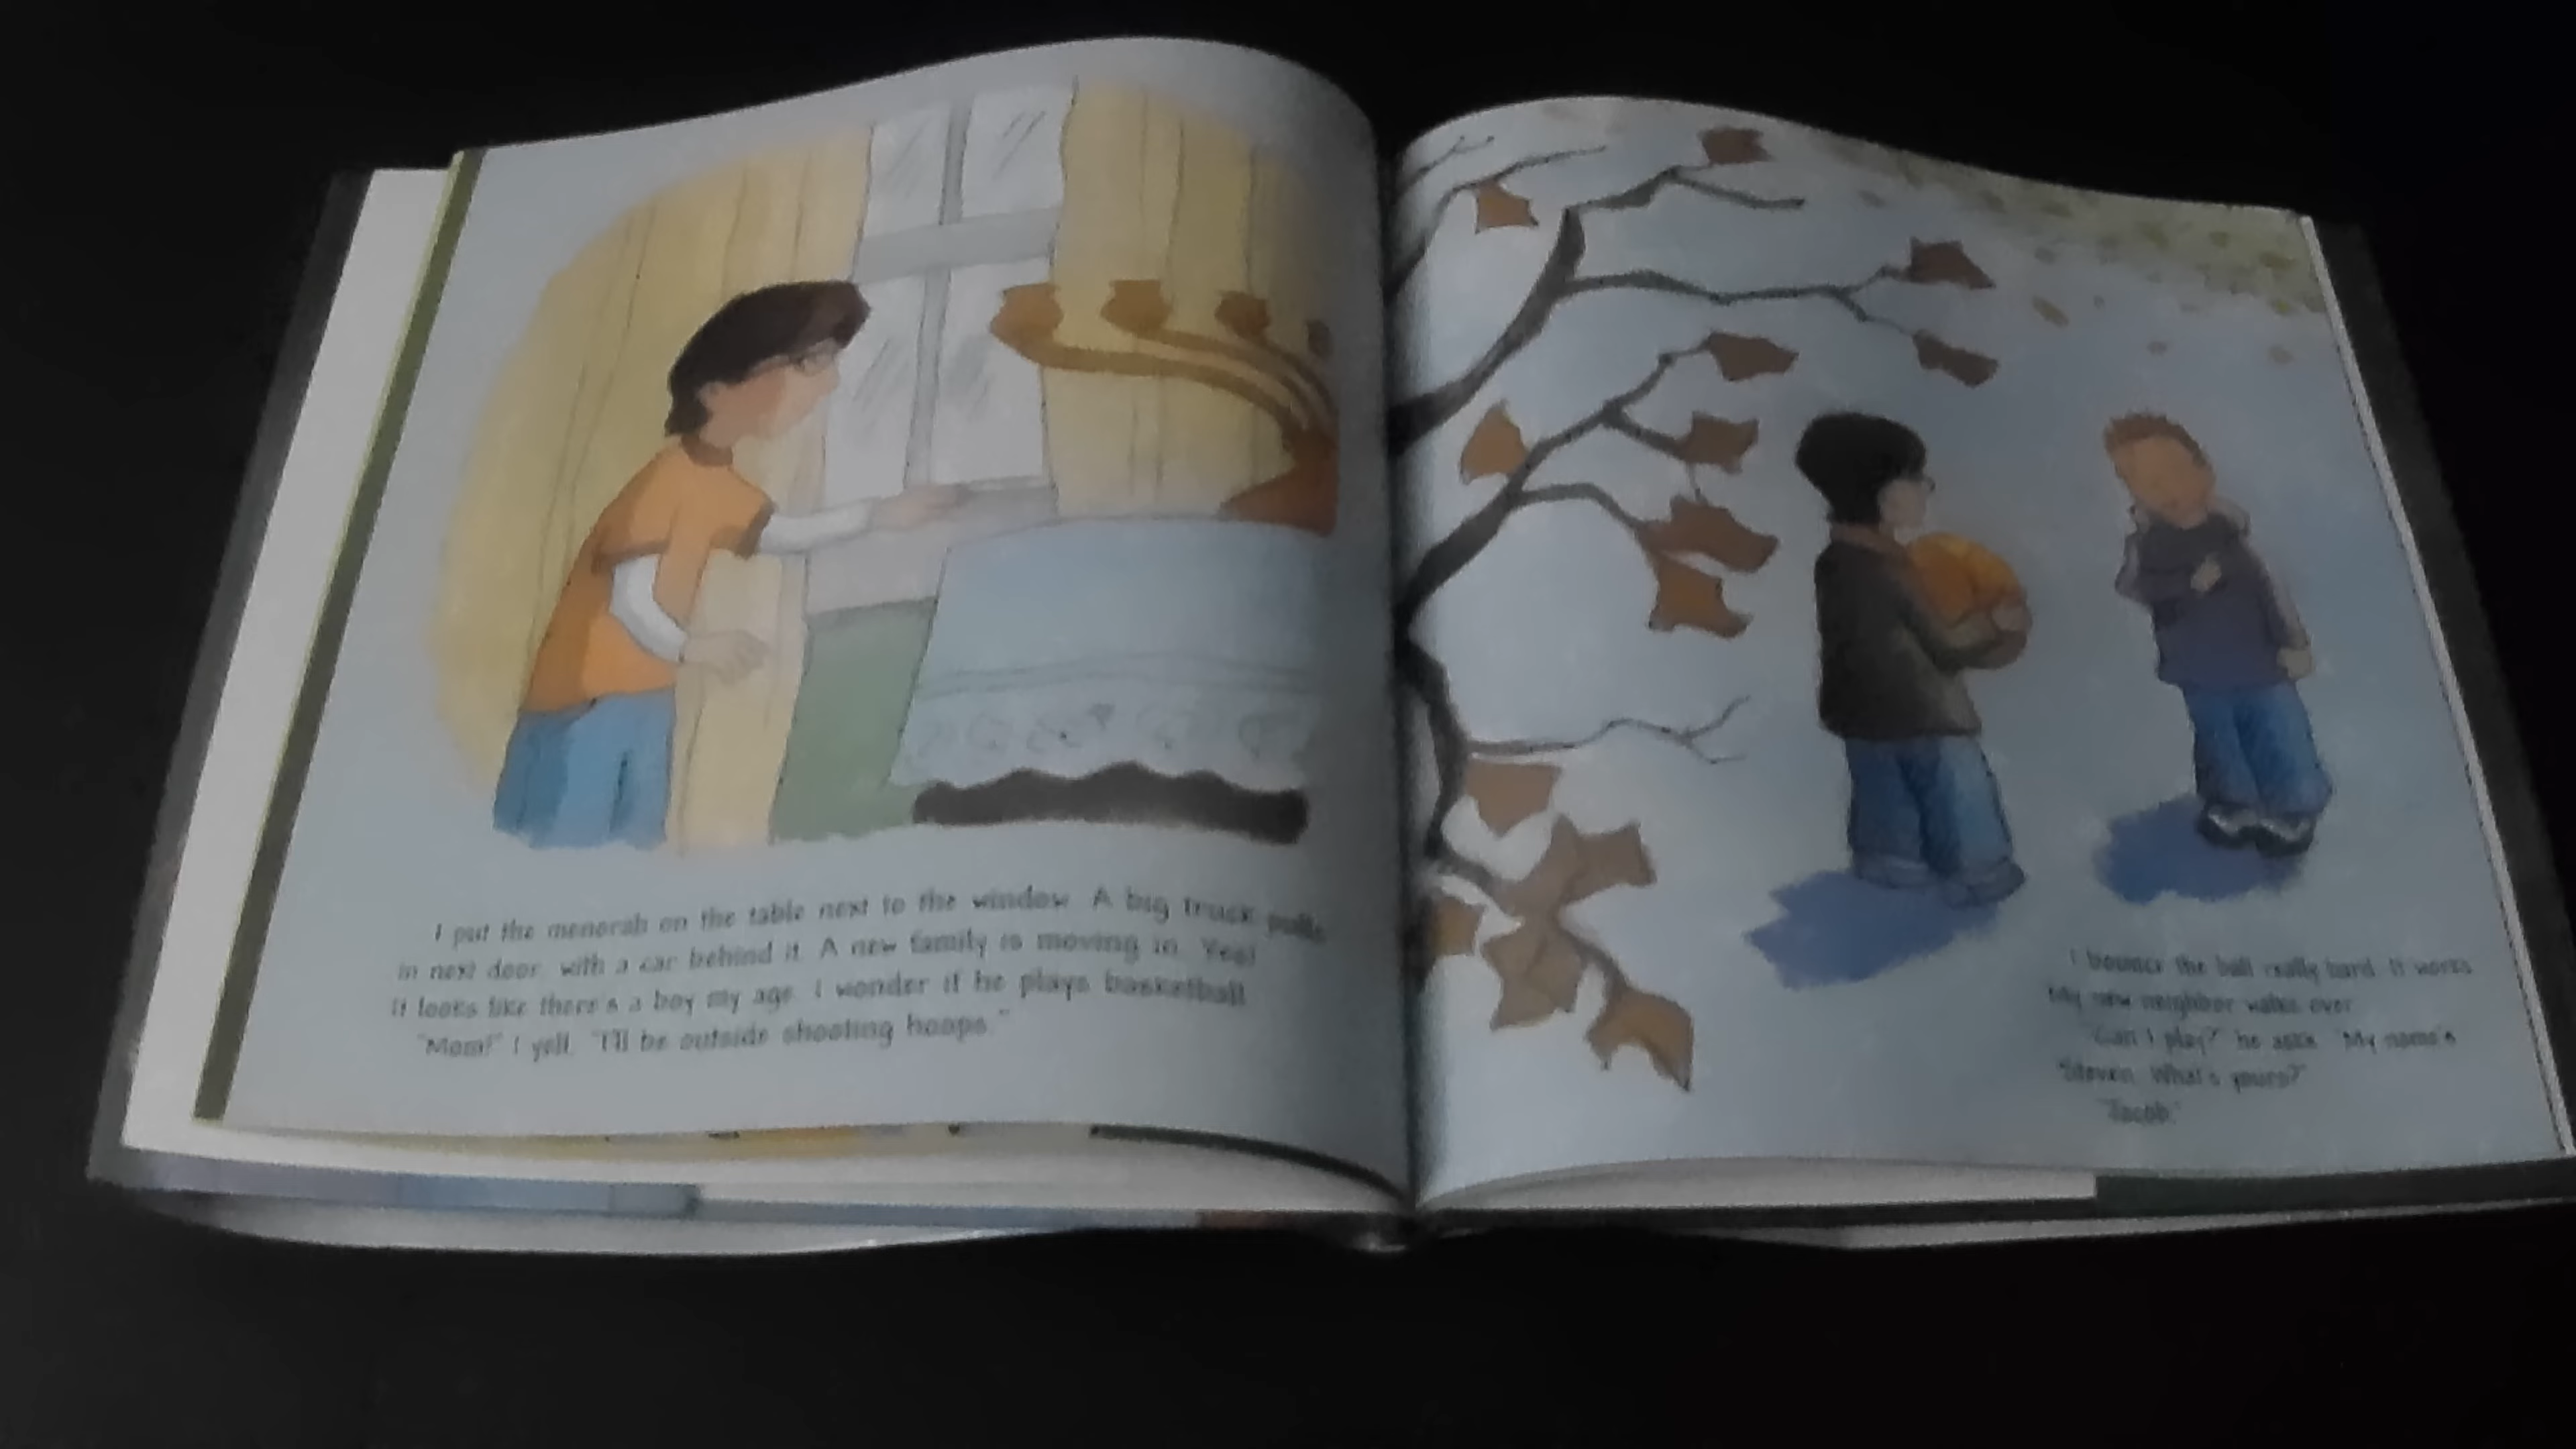 I put the menorah on the table next to the window. A big truck pulls
in next door, with a car behind it. A new family is moving in. Yes!
It looks like there's a boy my age. I wonder if he plays basketball.
"Mom!" I yell. "I'll be outside shooting hoops."
I bounce the ball really hard. It works.
My new neighbor walks over.
"Can I play?" he asks. "My name's
Steven. What's yours?"
"Jacob."